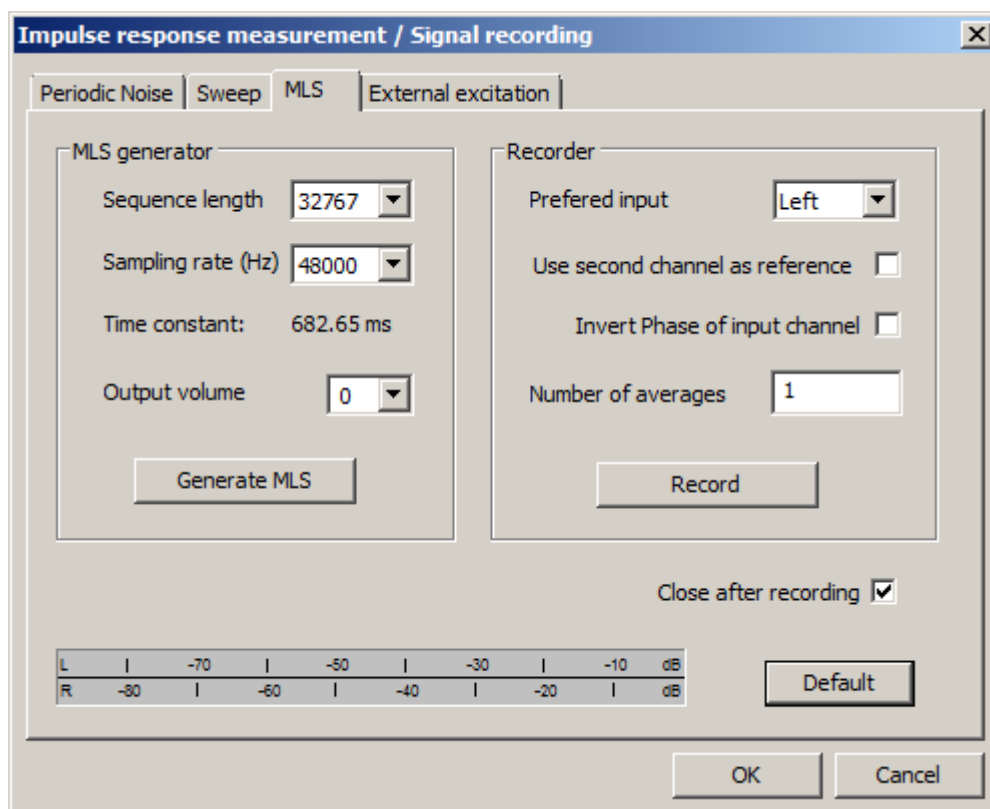 Impulse response measurement / Signal recording
Periodic Noise
Sweep
MLS
External excitation
MLS generator
Sequence length 32767
Sampling rate (Hz) 48000
Time constant: 682.65 ms
Output volume 0
Generate MLS
Recorder
Prefered input Left
Use second channel as reference
Invert Phase of input channel
Number of averages 1
Record
Close after recording
L -70 -50 -30 -10 dB
R -80 -60 -40 -20 dB
Default
OK
Cancel